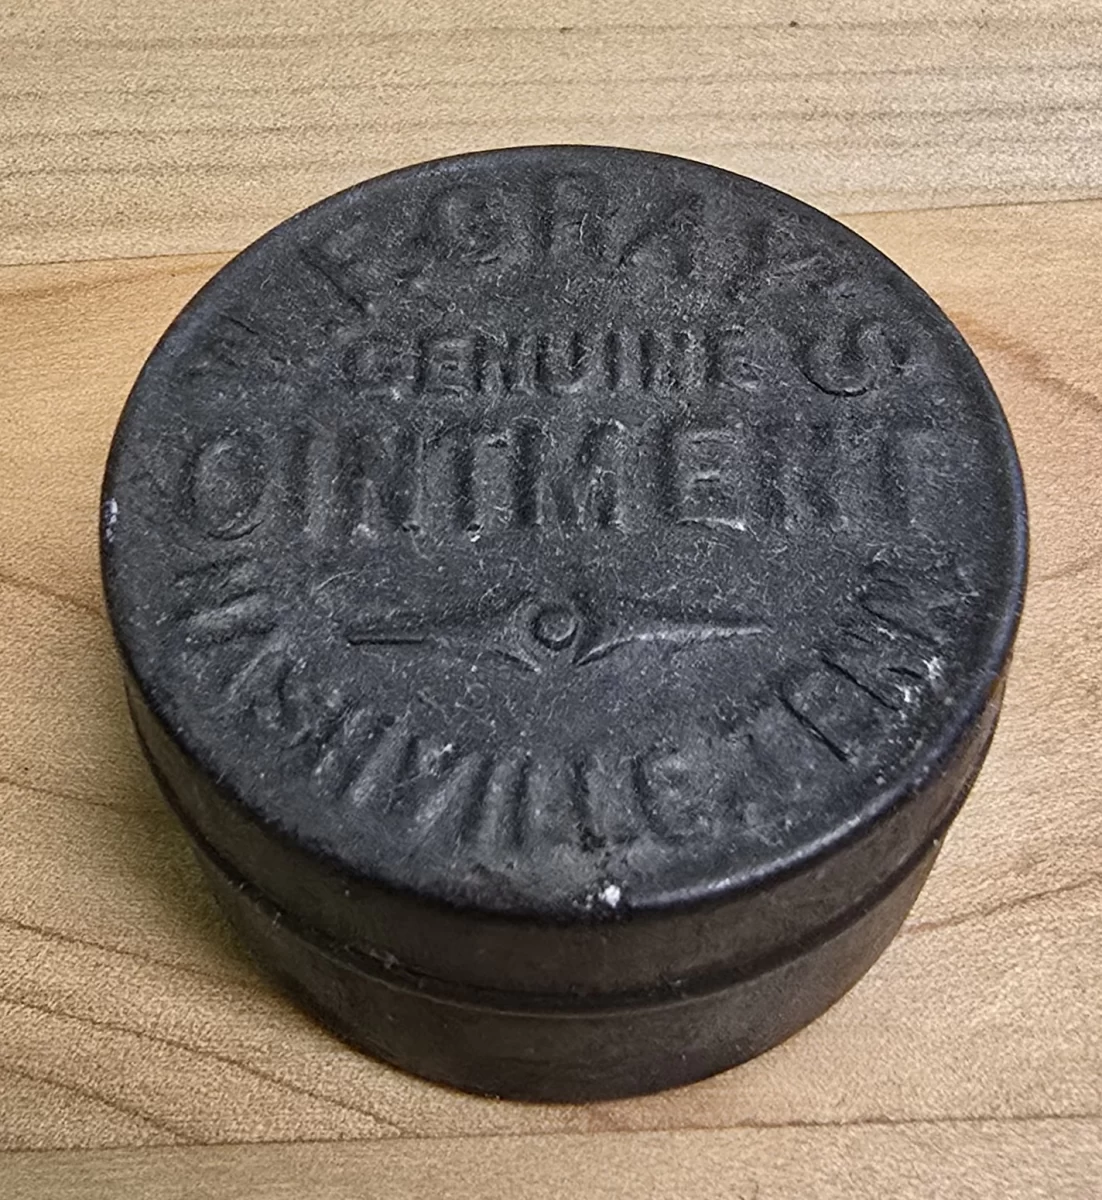 W. F. GRAY'S
GENUINE
OINTMENT
NASHVILLE TENN.